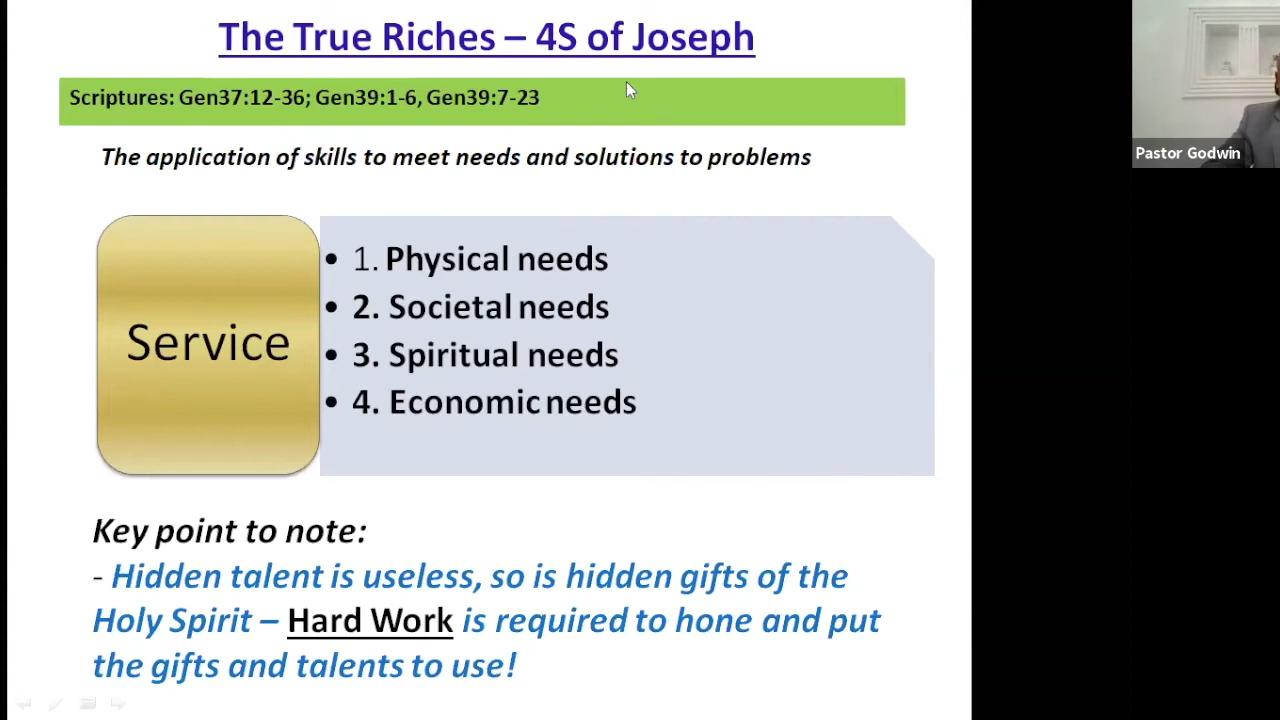 The True Riches – 4S of Joseph
Scriptures: Gen37:12-36; Gen39:1-6, Gen39:7-23
Pastor Godwin
The application of skills to meet needs and solutions to problems
Service
• 1. Physical needs
• 2. Societal needs
• 3. Spiritual needs
• 4. Economic needs
Key point to note:
- Hidden talent is useless, so is hidden gifts of the
Holy Spirit – Hard Work is required to hone and put
the gifts and talents to use!